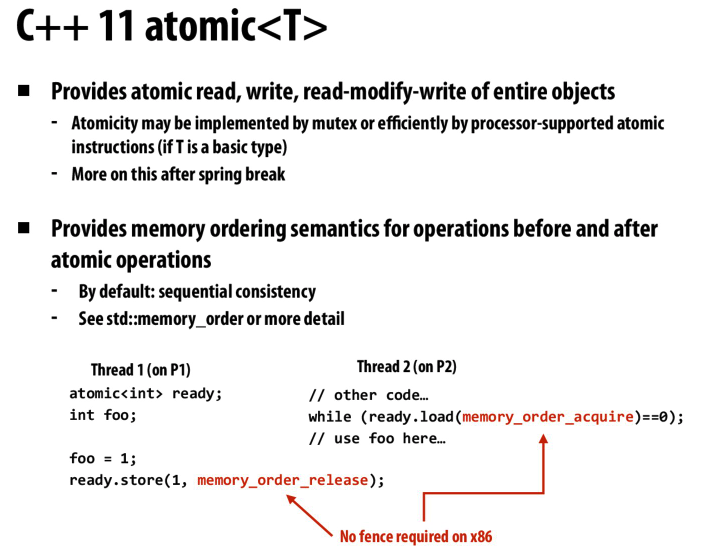 C++ 11 atomic<T>
■ Provides atomic read, write, read-modify-write of entire objects
- Atomicity may be implemented by mutex or efficiently by processor-supported atomic
instructions (if T is a basic type)
- More on this after spring break
■ Provides memory ordering semantics for operations before and after
atomic operations
- By default: sequential consistency
- See std::memory_order or more detail
Thread 1 (on P1)
atomic<int> ready;
int foo;
foo = 1;
ready.store(1, memory_order_release);
Thread 2 (on P2)
// other code…
while (ready.load(memory_order_acquire)==0);
// use foo here…
No fence required on x86